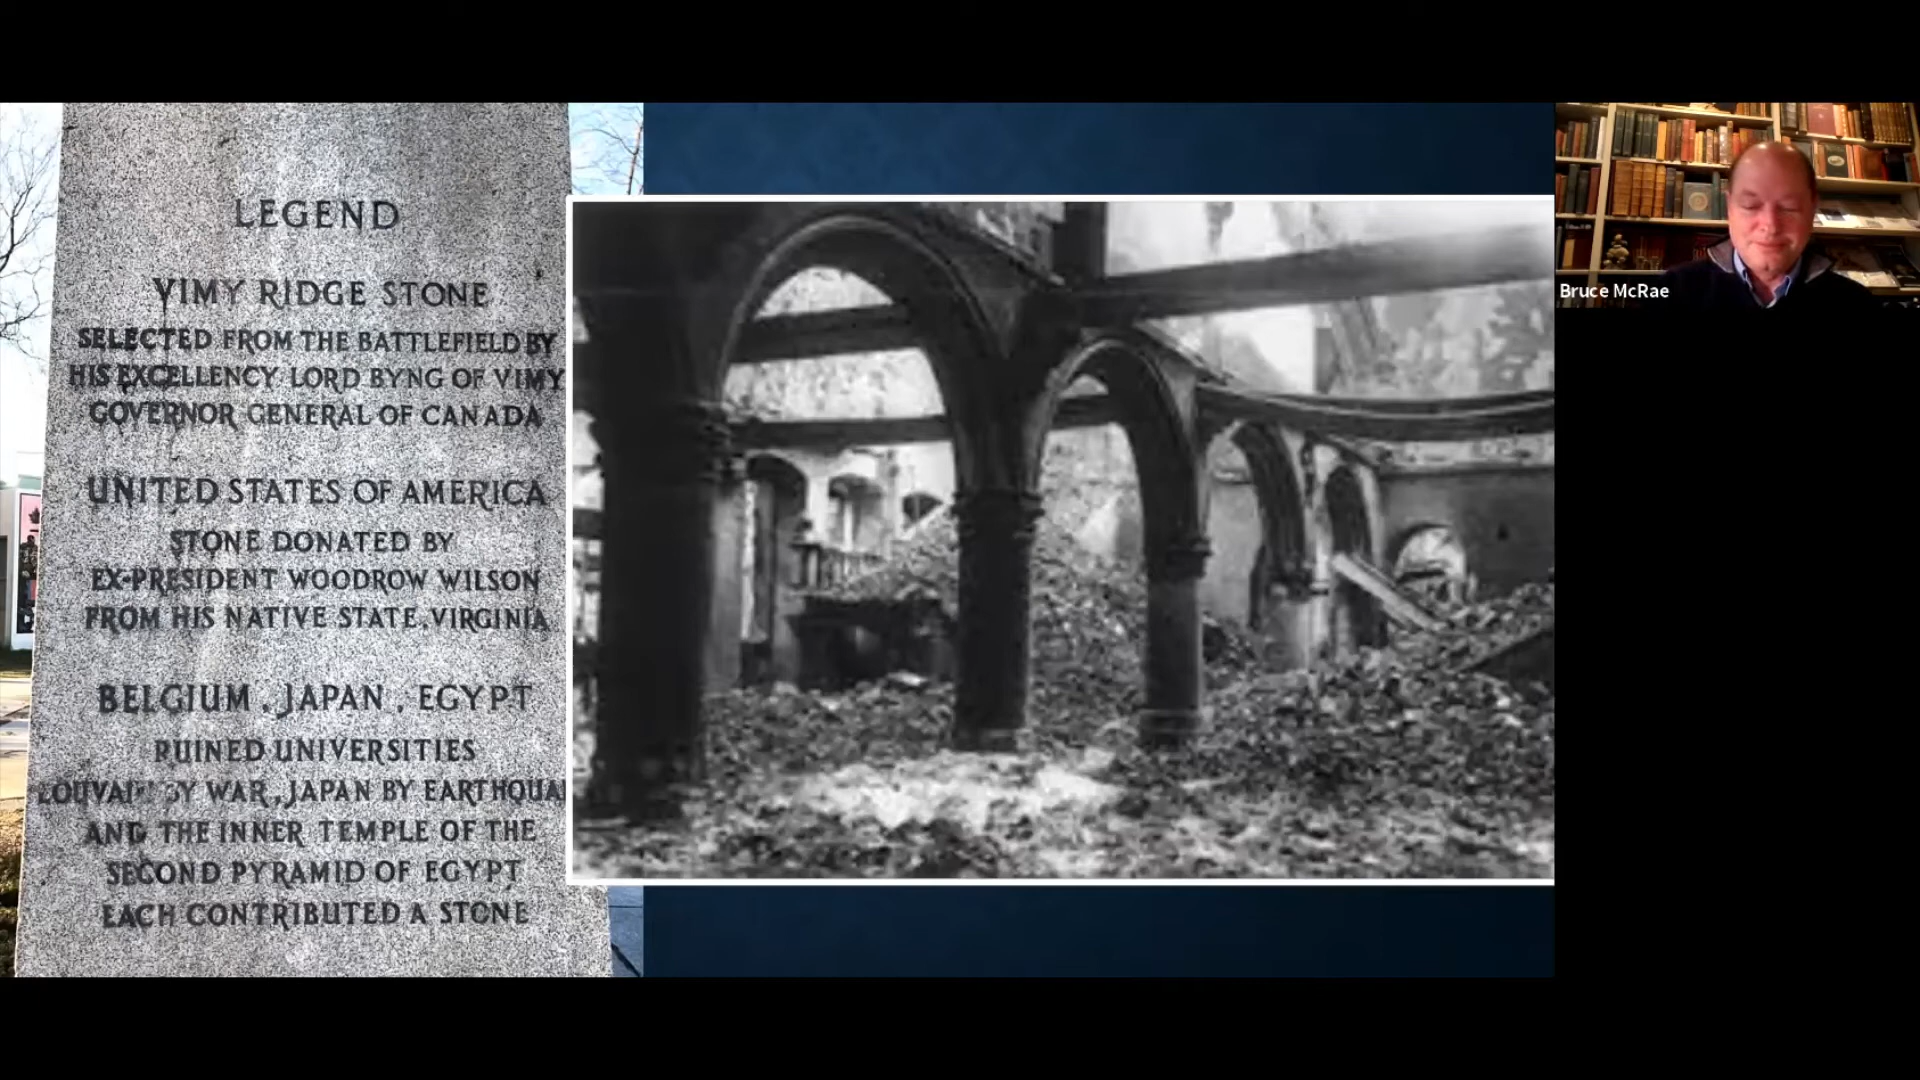 LEGEND
VIMY RIDGE STONE
SELECTED FROM THE BATTLEFIELD BY
HIS EXCELLENCY LORD BYNG OF VIMY
GOVERNOR GENERAL OF CANADA
UNITED STATES OF AMERICA
STONE DONATED BY
EX-PRESIDENT WOODROW WILSON
FROM HIS NATIVE STATE, VIRGINIA
BELGIUM, JAPAN, EGYPT
RUINED UNIVERSITIES
BY WAR, JAPAN BY
AND THE INNER TEMPLE OF THE
SECOND PYRAMID OF EGYPT
EACH CONTRIBUTED A STONE
Bruce McRae